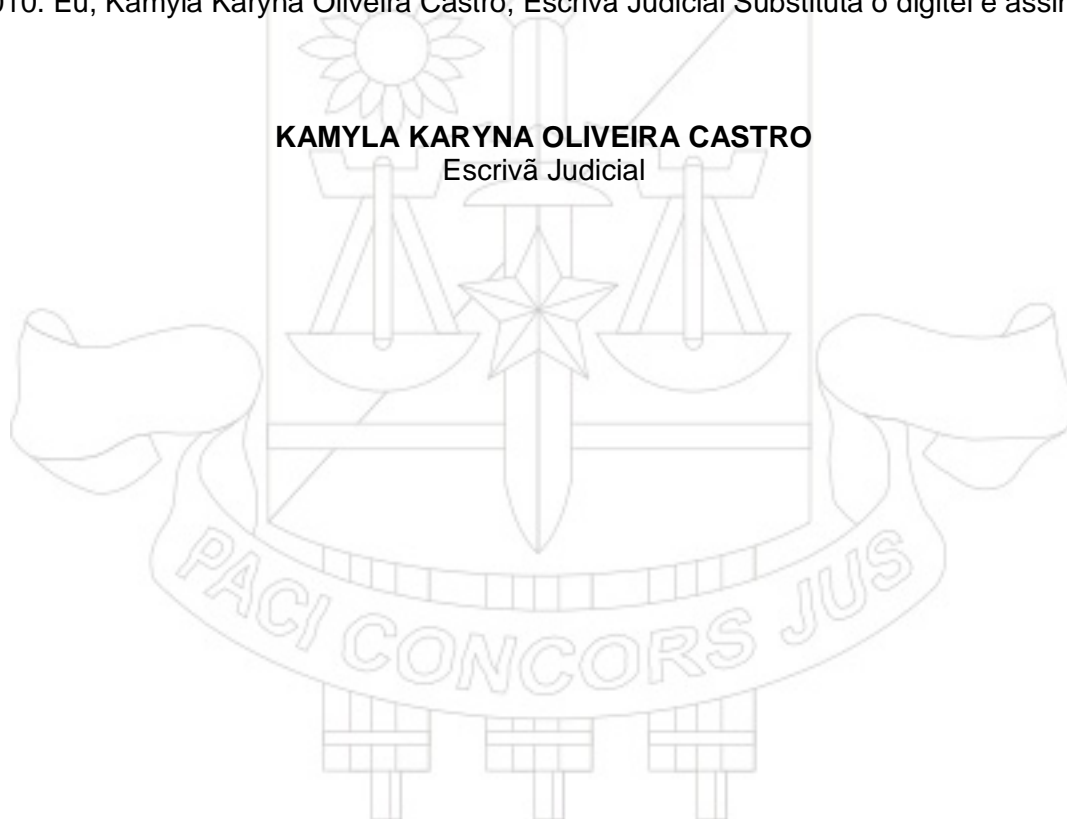 010. Eu, Kamyla Karyna Oliveira Castro, Escrivã Judicial Substituta o digitei e
KAMYLA KARYNA OLIVEIRA CASTRO
Escrivã Judicial
PACI CONCORS JUS